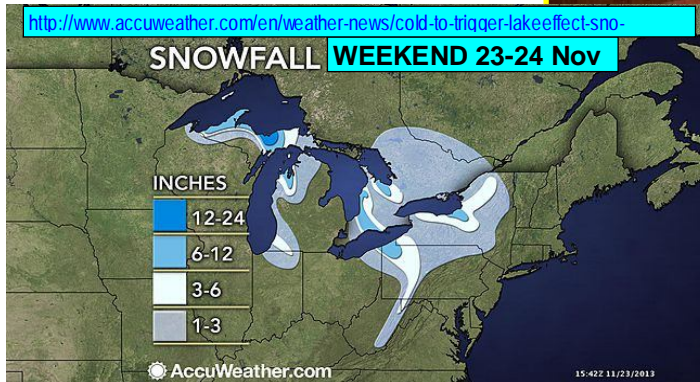 http://www.accuweather.com/en/weather-news/cold-to-trigger-lakeeffect-sno-
SNOWFALL WEEKEND 23-24 Nov
INCHES
12-24
6-12
3-6
1-3
AccuWeather.com
15:42Z 11/23/2013